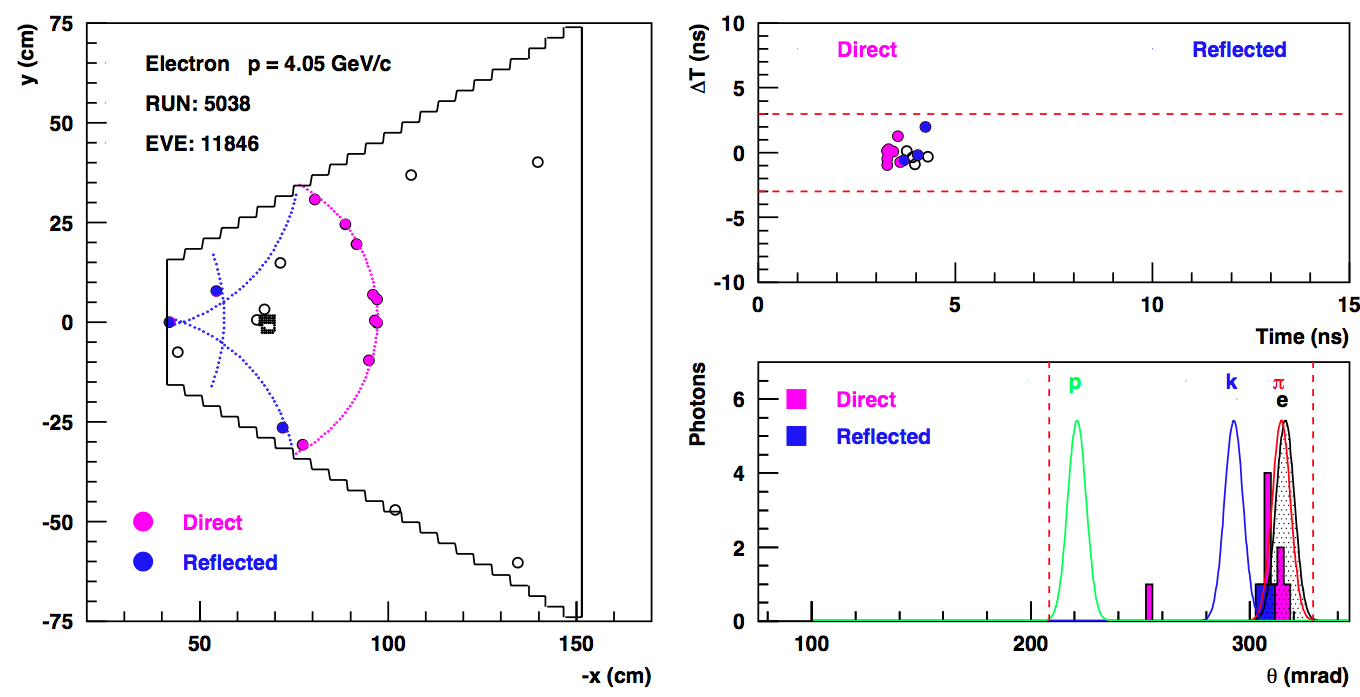 y (cm)
75
50
25
0
-25
-50
-75
Electron p = 4.05 GeV/c
RUN: 5038
EVE: 11846
Direct
Reflected
50 100 150
-x (cm)
ΔT (ns)
10
5
0
-5
-10
Direct Reflected
0 5 10 15
Time (ns)
Photons
6
4
2
0
p k π
e
Direct
Reflected
100 200 300
θ (mrad)